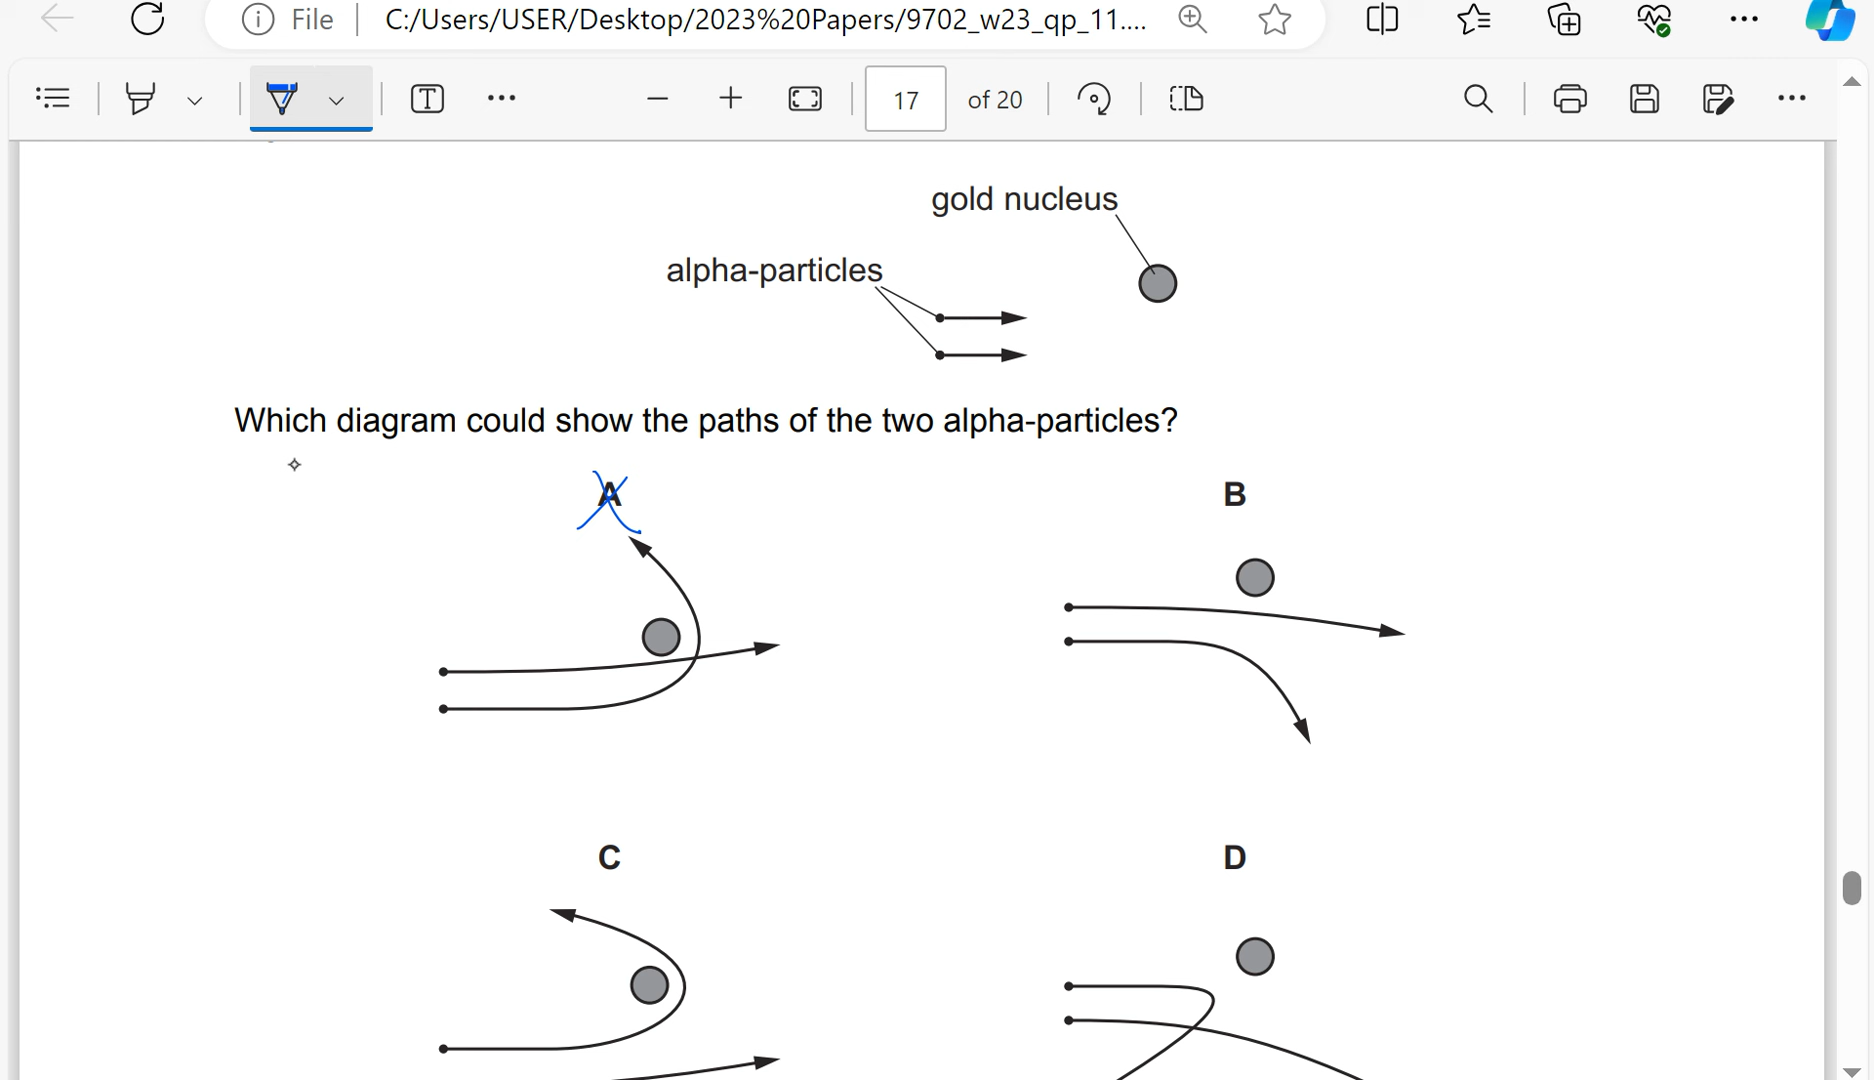 File C:/Users/USER/Desktop/2023%20Papers/9702_w23_qp_11....
17 of 20
gold nucleus
alpha-particles
Which diagram could show the paths of the two alpha-particles?
A B
C D